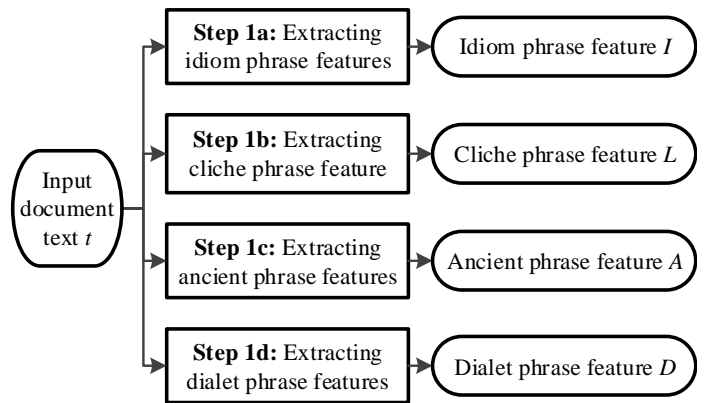 Input
document
text t
Step 1a: Extracting
idiom phrase features
Idiom phrase feature I
Step 1b: Extracting
cliche phrase feature
Cliche phrase feature L
Step 1c: Extracting
ancient phrase features
Ancient phrase feature A
Step 1d: Extracting
dialet phrase features
Dialet phrase feature D